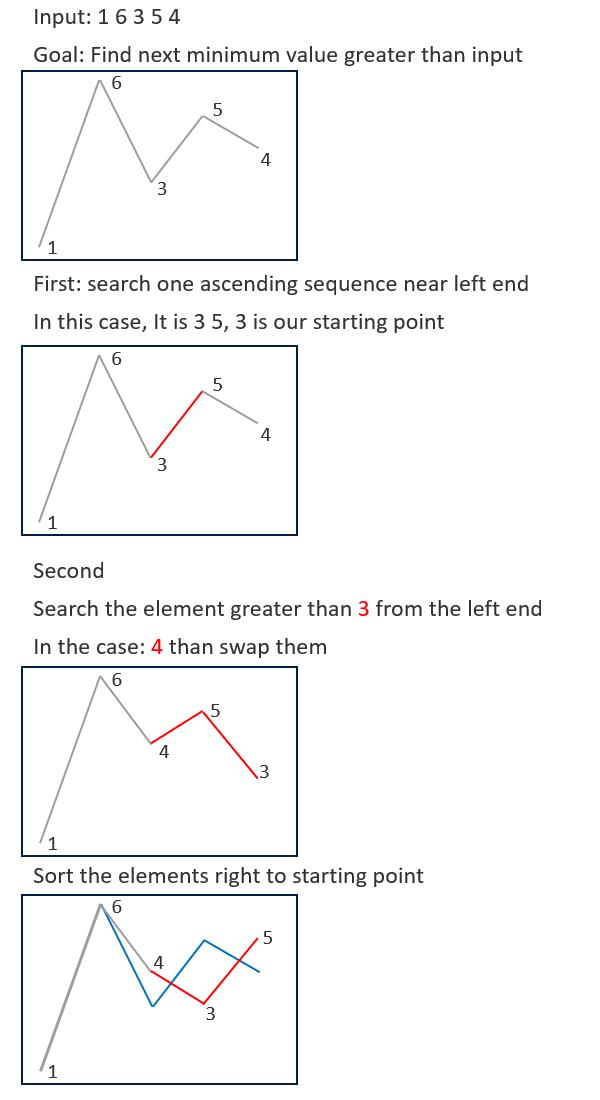 Input: 1 6 3 5 4
Goal: Find next minimum value greater than input
6
5
4
3
1
First: search one ascending sequence near left end
In this case, It is 3 5, 3 is our starting point
6
5
4
3
1
Second
Search the element greater than 3 from the left end
In the case: 4 than swap them
6
5
4
3
1
Sort the elements right to starting point
6
5
4
3
1